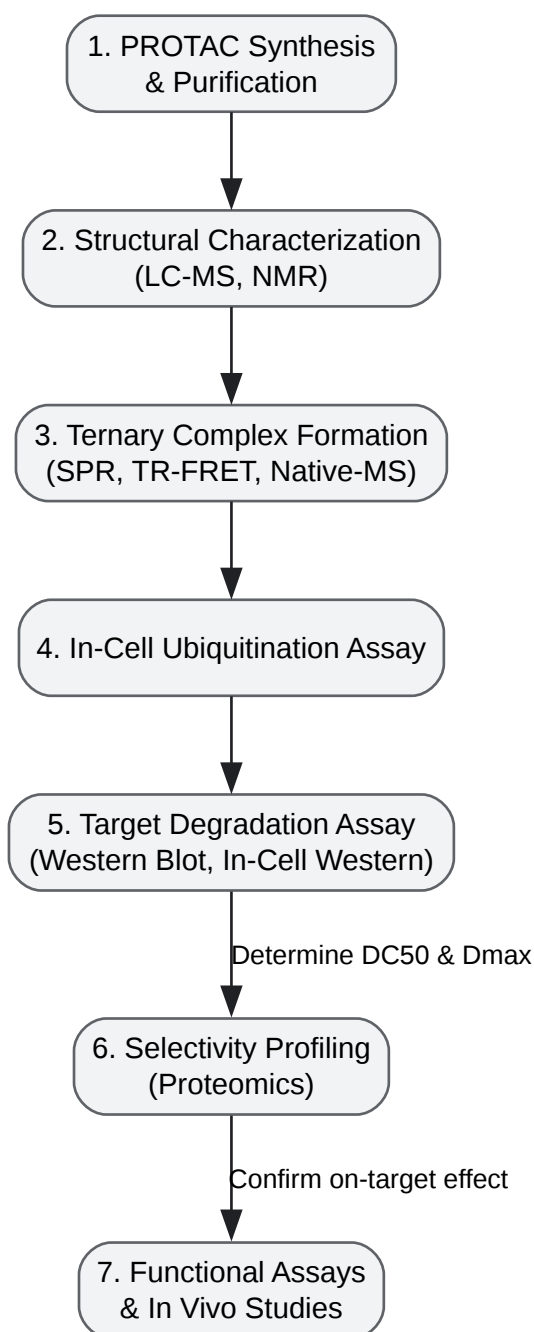 1. PROTAC Synthesis
& Purification
2. Structural Characterization
(LC-MS, NMR)
3. Ternary Complex Formation
(SPR, TR-FRET, Native-MS)
4. In-Cell Ubiquitination Assay
5. Target Degradation Assay
(Western Blot, In-Cell Western)
Determine DC50 & Dmax
6. Selectivity Profiling
(Proteomics)
Confirm on-target effect
7. Functional Assays
& In Vivo Studies